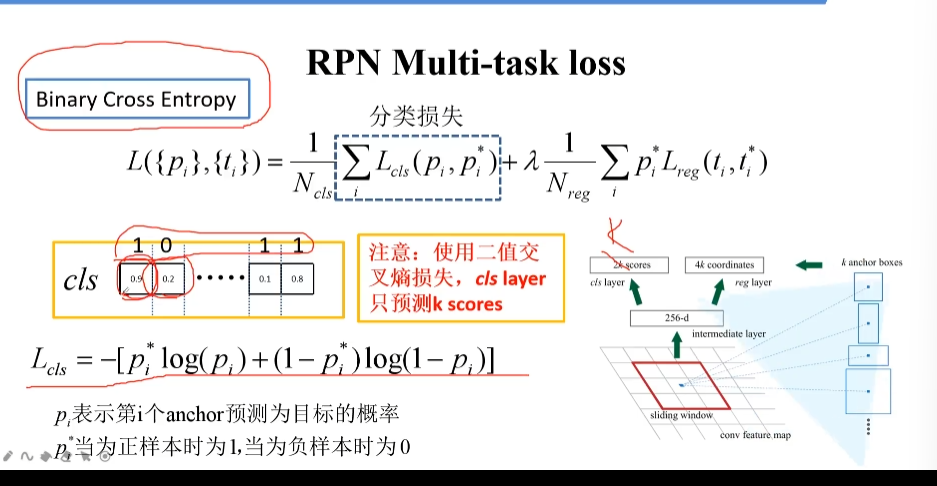 RPN Multi-task loss
Binary Cross Entropy
分类损失
L({p_i},{t_i}) = \frac{1}{N_{cls}} \sum_i L_{cls}(p_i, p_i^*) + λ \frac{1}{N_{reg}} \sum_i p_i^* L_{reg}(t_i, t_i^*)
1 0 1 1
cls 0.9 0.2 ...... 0.1 0.8
注意：使用二值交
叉熵损失，cls layer
只预测k scores
K
2k scores
4k coordinates
k anchor boxes
cls layer
reg layer
256-d
intermediate layer
sliding window
conv feature map
L_{cls} = -[p_i^* log(p_i) + (1 - p_i^*) log(1 - p_i)]
p_i表示第i个anchor预测为目标的概率
p_i^*当为正样本时为1,当为负样本时为0